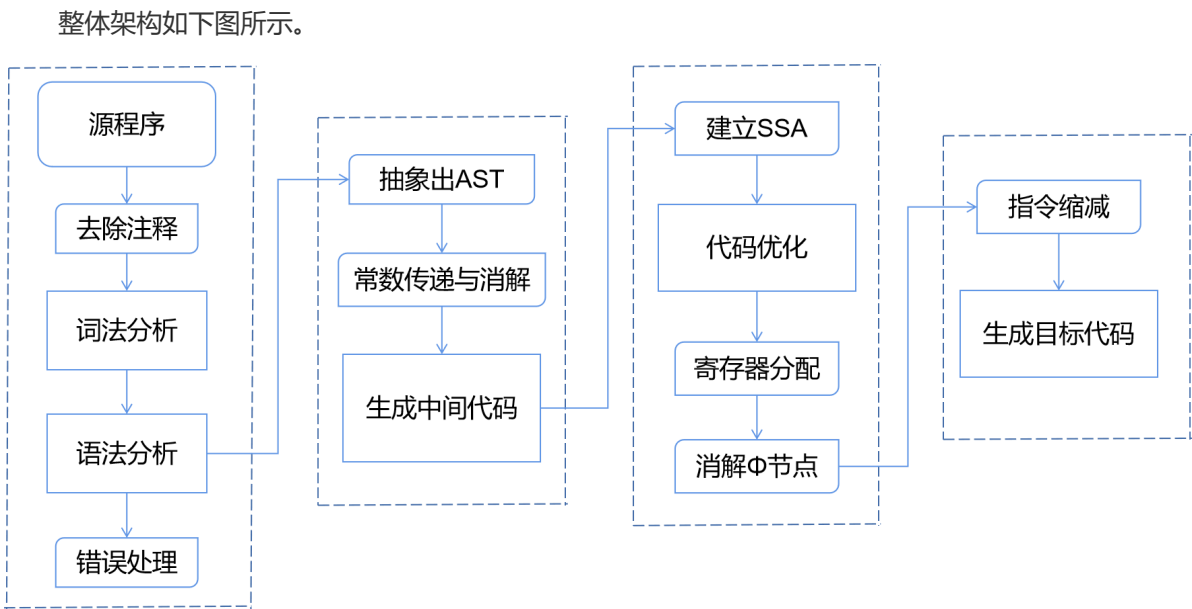 整体架构如下图所示。
源程序
去除注释
词法分析
语法分析
错误处理
抽象出AST
常数传递与消解
生成中间代码
建立SSA
代码优化
寄存器分配
消解Φ节点
指令缩减
生成目标代码